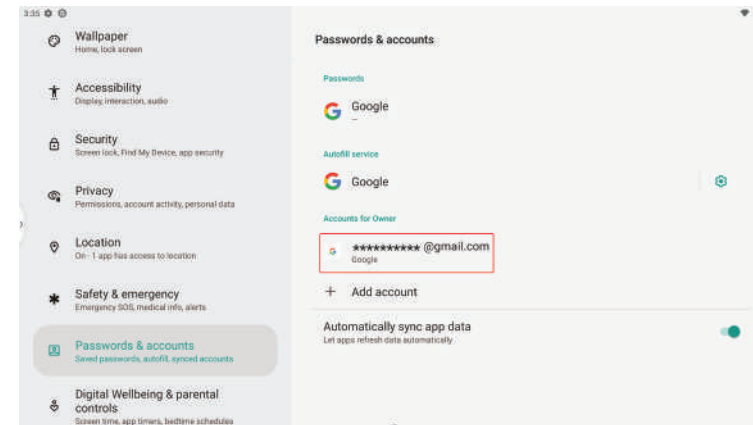 3:35
Wallpaper
Home, lock screen
Accessibility
Display, interaction, audio
Security
Screen lock, Find My Device, app security
Privacy
Permissions, account activity, personal data
Location
On - 1 app has access to location
Safety & emergency
Emergency SOS, medical info, alerts
Passwords & accounts
Saved passwords, autofill, synced accounts
Digital Wellbeing & parental
controls
Screen time, app timers, bedtime schedules
Passwords & accounts
Passwords
Google
–
Autofill service
Google
Accounts for Owner
********** @gmail.com
Google
+ Add account
Automatically sync app data
Let apps refresh data automatically